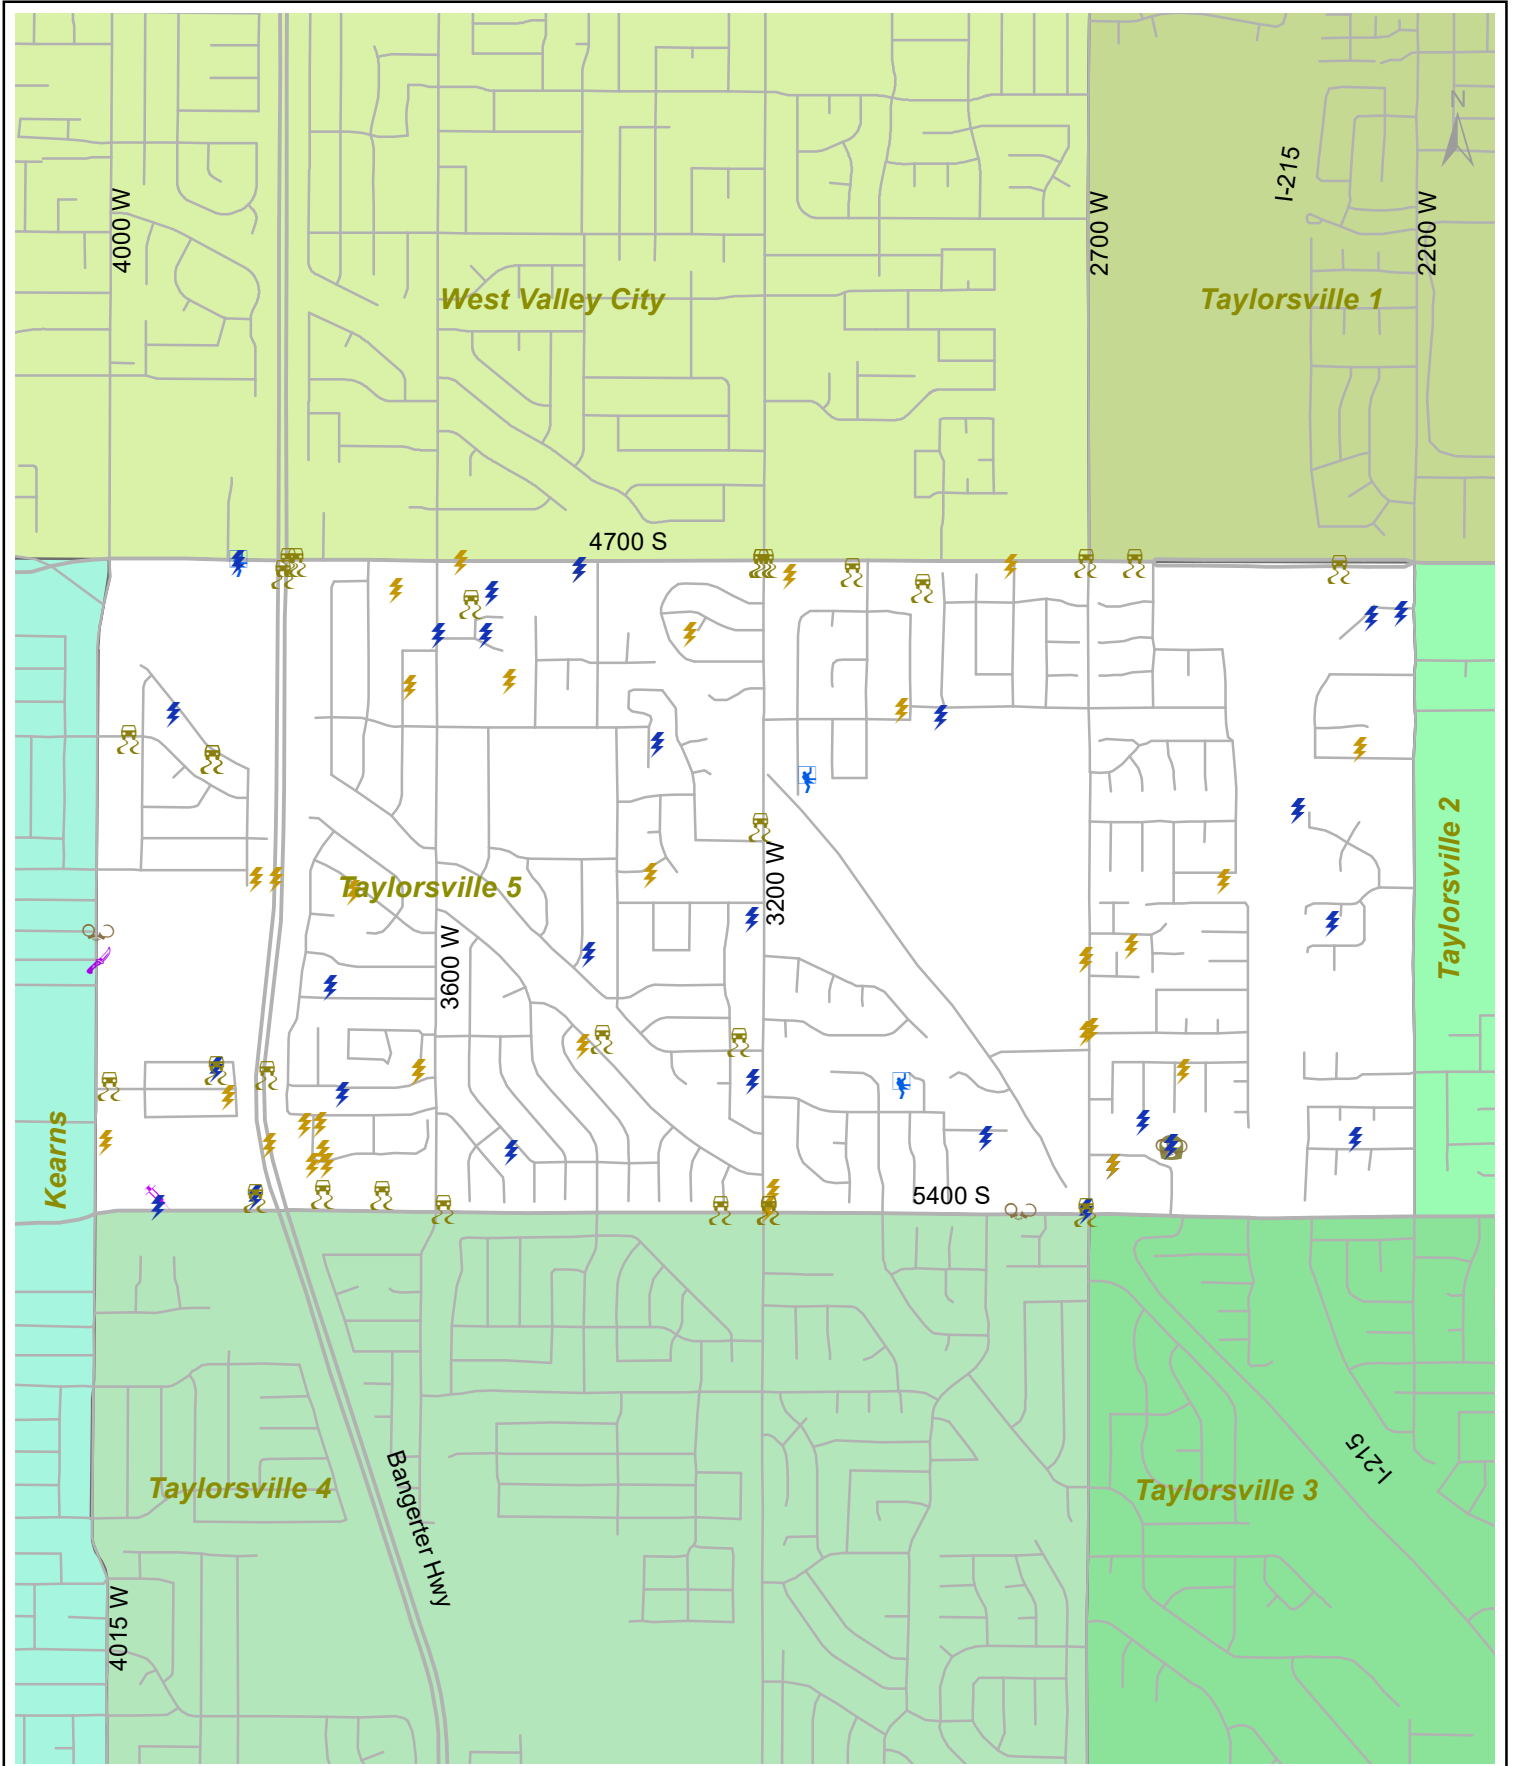 N
I-215
4000 W
2700 W
2200 W
West Valley City
Taylorsville 1
4700 S
Taylorsville 2
3200 W
Taylorsville 5
3600 W
Kearns
5400 S
I-215
Taylorsville 4
Taylorsville 3
Bangerter Hwy
4015 W